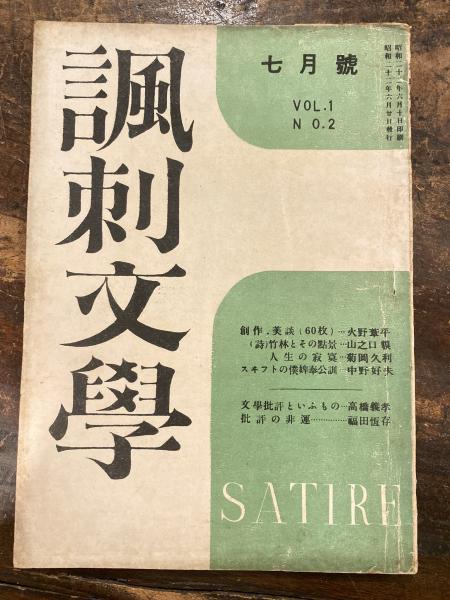 諷刺文學
七月號
VOL.1
NO.2
昭和二十二年六月十日印刷
昭和二十二年六月廿日發行
創作・美談(60枚)…火野葦平
(詩)竹林とその點景…山之口貘
人生の寂寞…菊岡久利
スヰフトの僕婢奉公訓…中野好夫
文學批評といふもの…高橋義孝
批評の非運…………福田恆存
SATIRE